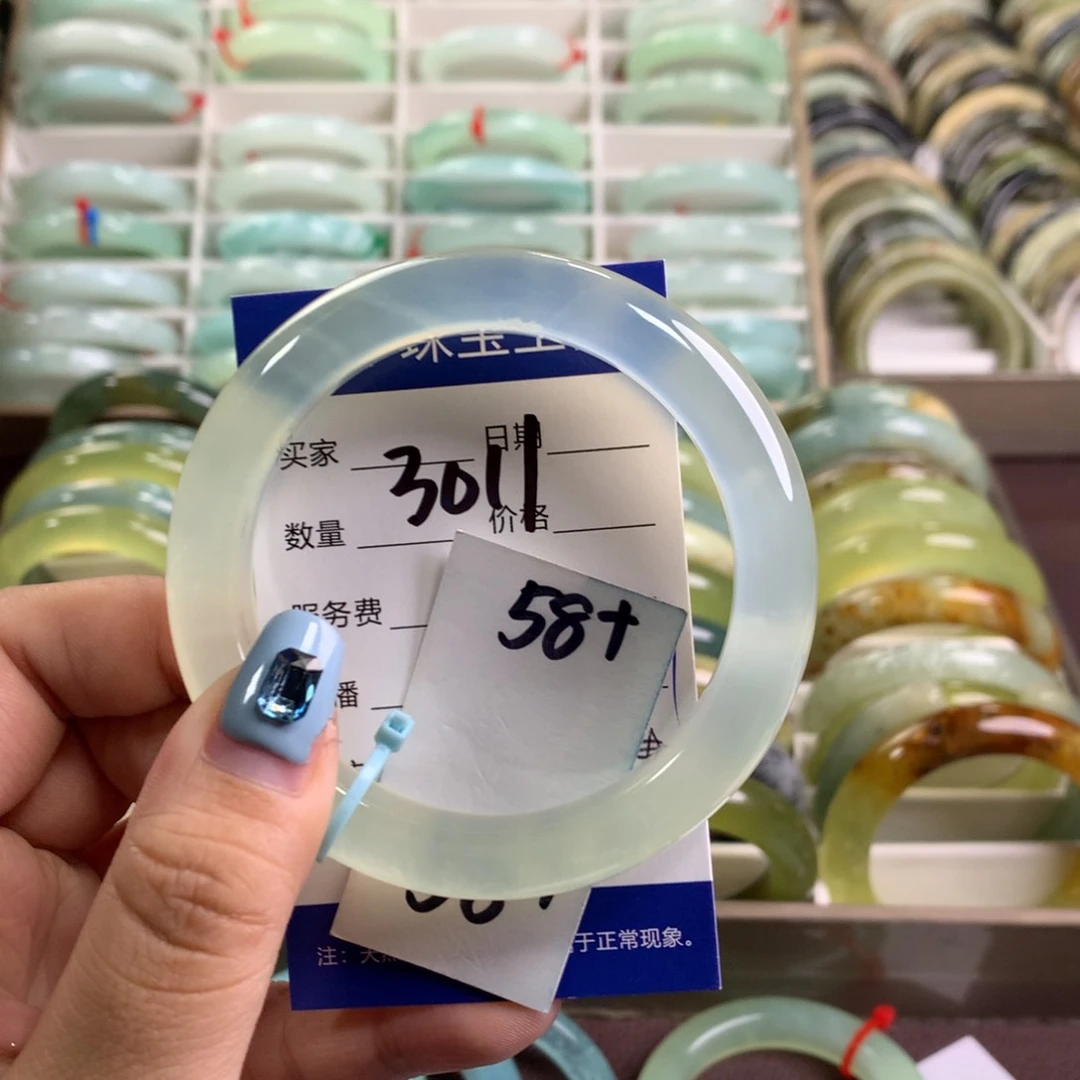 珠宝玉
买家 日期
3011
数量 价格
58+
服务费
播
注:天 于正常现象。